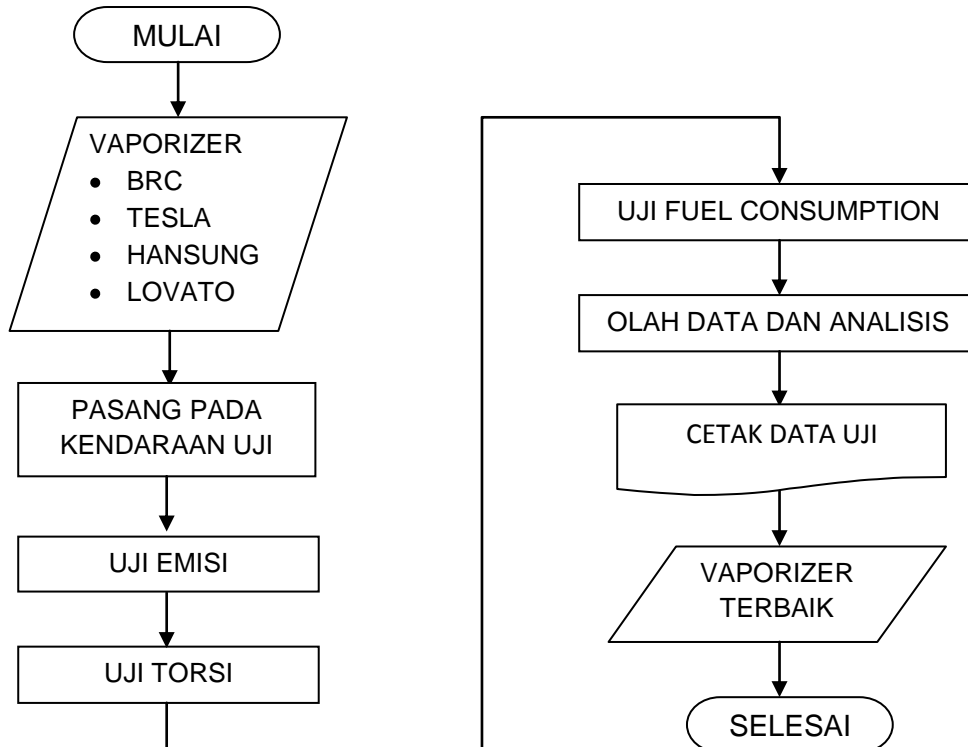 MULAI
VAPORIZER
• BRC
• TESLA
• HANSUNG
• LOVATO
PASANG PADA
KENDARAAN UJI
UJI EMISI
UJI TORSI
UJI FUEL CONSUMPTION
OLAH DATA DAN ANALISIS
CETAK DATA UJI
VAPORIZER
TERBAIK
SELESAI